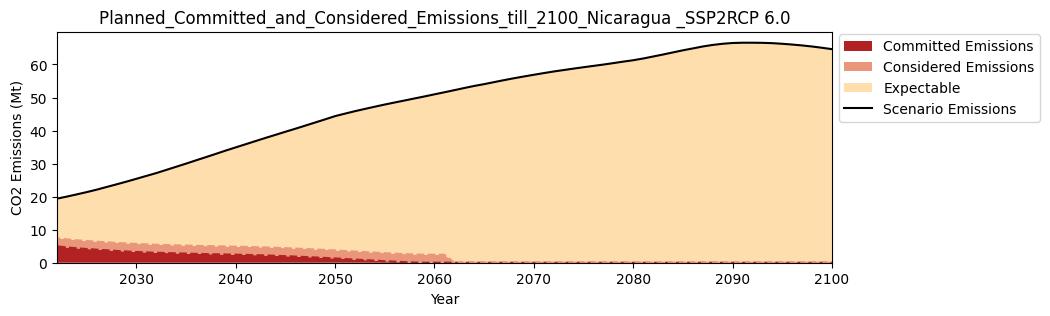 Planned_Committed_and_Considered_Emissions_till_2100_Nicaragua _SSP2RCP 6.0
Committed Emissions
Considered Emissions
Expectable
Scenario Emissions
CO2 Emissions (Mt)
60
50
40
30
20
10
0
2030 2040 2050 2060 2070 2080 2090 2100
Year